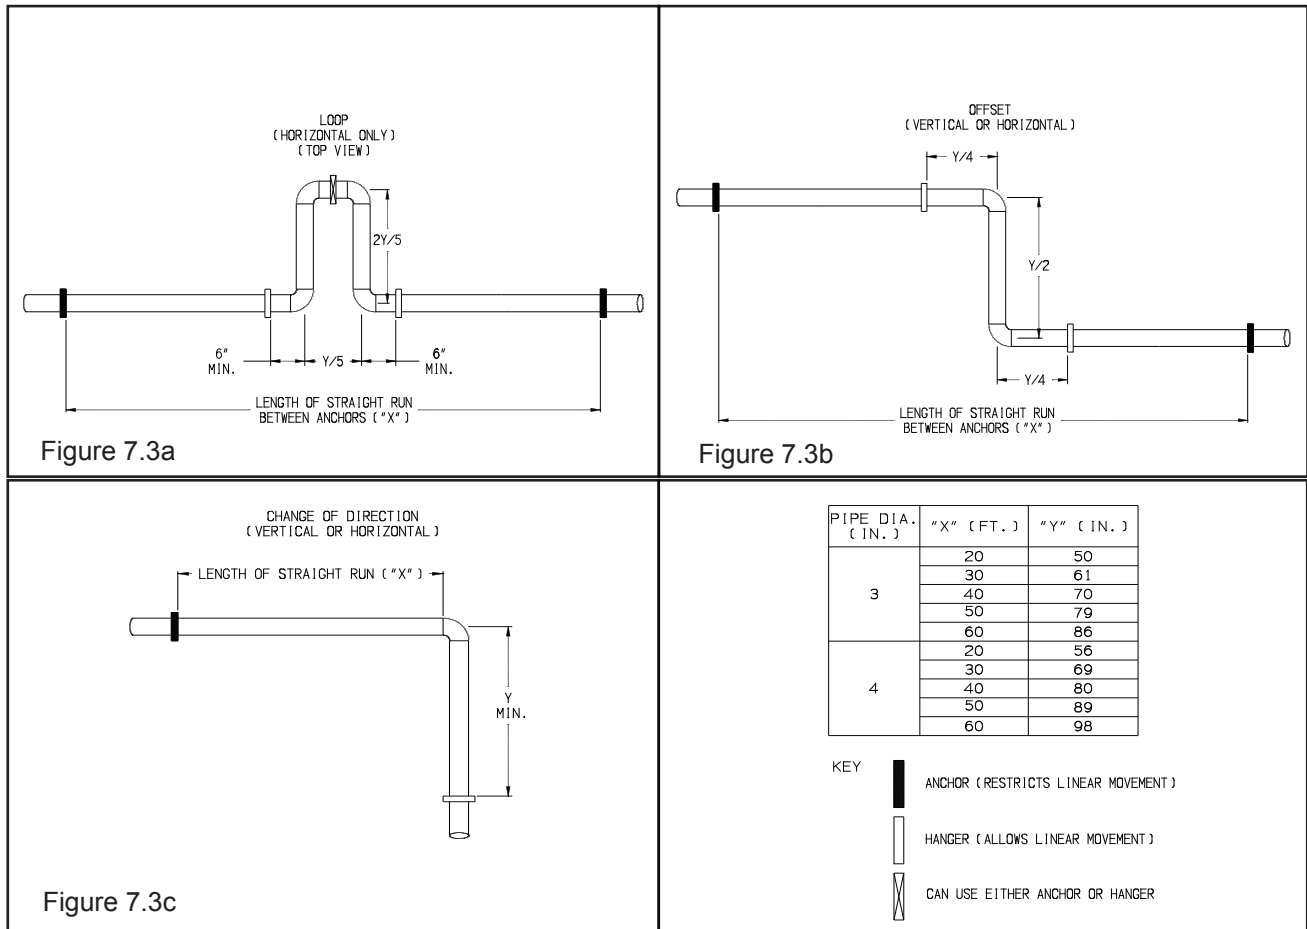 LOOP
(HORIZONTAL ONLY)
(TOP VIEW)
2Y/5
6"
MIN.
Y/5
6"
MIN.
LENGTH OF STRAIGHT RUN
BETWEEN ANCHORS ("X")
Figure 7.3a
OFFSET
(VERTICAL OR HORIZONTAL)
Y/4
Y/2
Y/4
LENGTH OF STRAIGHT RUN
BETWEEN ANCHORS ("X")
Figure 7.3b
CHANGE OF DIRECTION
(VERTICAL OR HORIZONTAL)
LENGTH OF STRAIGHT RUN ("X")
Y
MIN.
Figure 7.3c
PIPE DIA. (IN.) "X" (FT.) "Y" (IN.)
3
20 50
30 61
40 70
50 79
60 86
4
20 56
30 69
40 80
50 89
60 98
KEY
ANCHOR (RESTRICTS LINEAR MOVEMENT)
HANGER (ALLOWS LINEAR MOVEMENT)
CAN USE EITHER ANCHOR OR HANGER